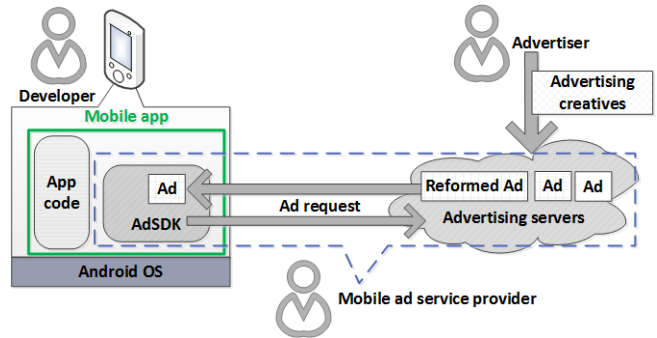 Advertiser
Developer
Advertising
creatives
Mobile app
App
code
Ad
AdSDK
Ad request
Reformed Ad
Ad
Ad
Advertising servers
Android OS
Mobile ad service provider